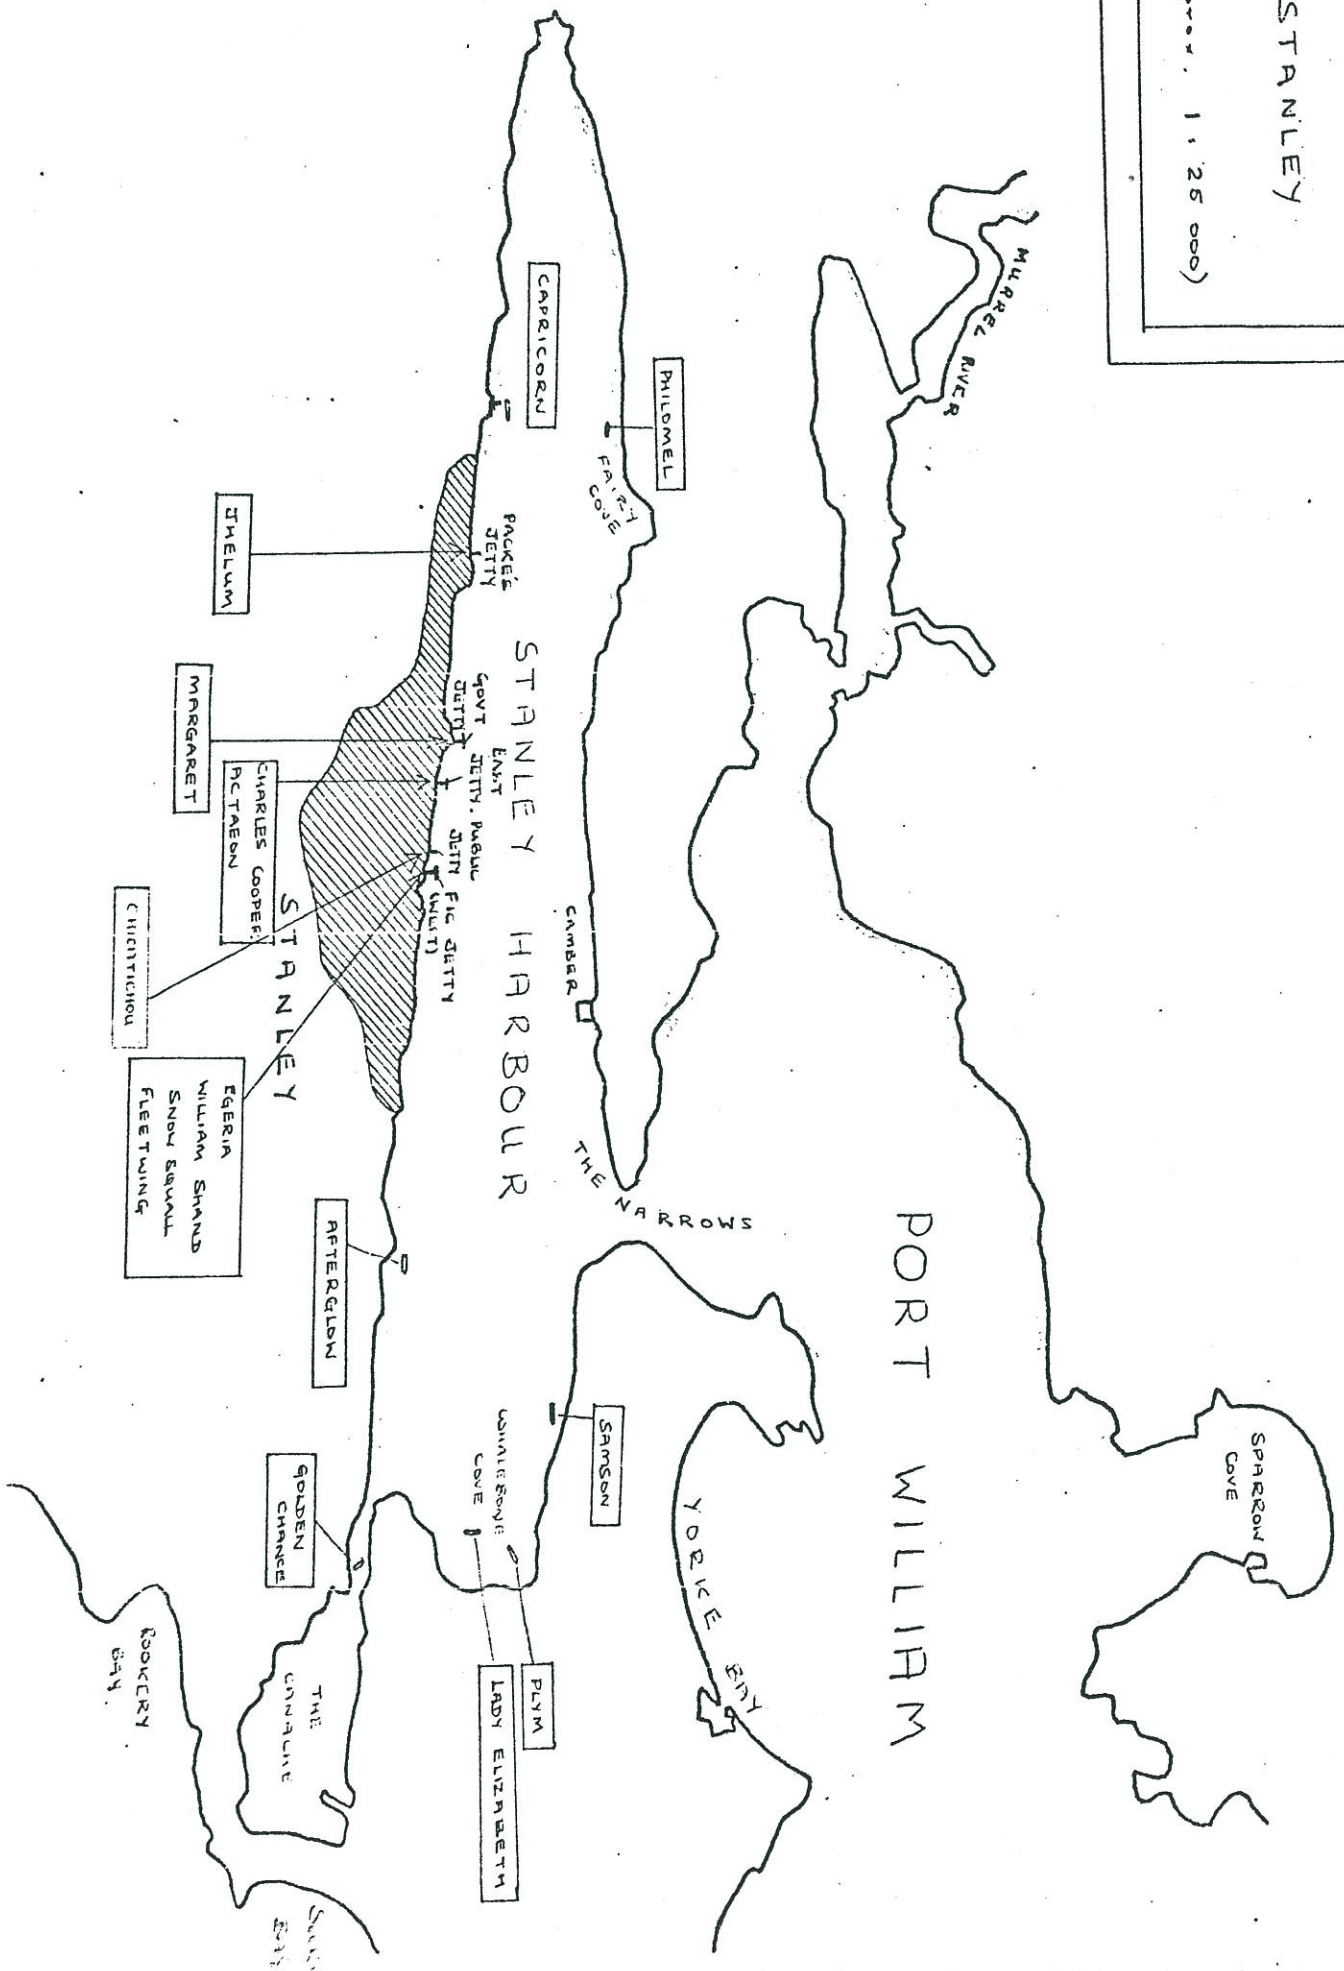 STANLEY
1:25 000)
MURREL RIVER
SPARROW
COVE
PORT WILLIAM
PHILOMEL
FAIRY
COVE
CAPRICORN
CAMBER
THE NARROWS
YORKE BAY
SAMSON
STANLEY HARBOUR
PACKE'S
JETTY
GOVT
JETTY
EAST
JETTY.
PUBLIC
JETTY
FIC JETTY
WHALEBONE
COVE
PLYM
LADY ELIZABETH
JHELUM
MARGARET
CHARLES COOPER
ACTAEON
STANLEY
EGERIA
WILLIAM SHAND
SNOW SQUALL
FLEETWING
AFTERGLOW
GOLDEN
CHANCE
THE
CANACHE
ROOKERY
BAY.